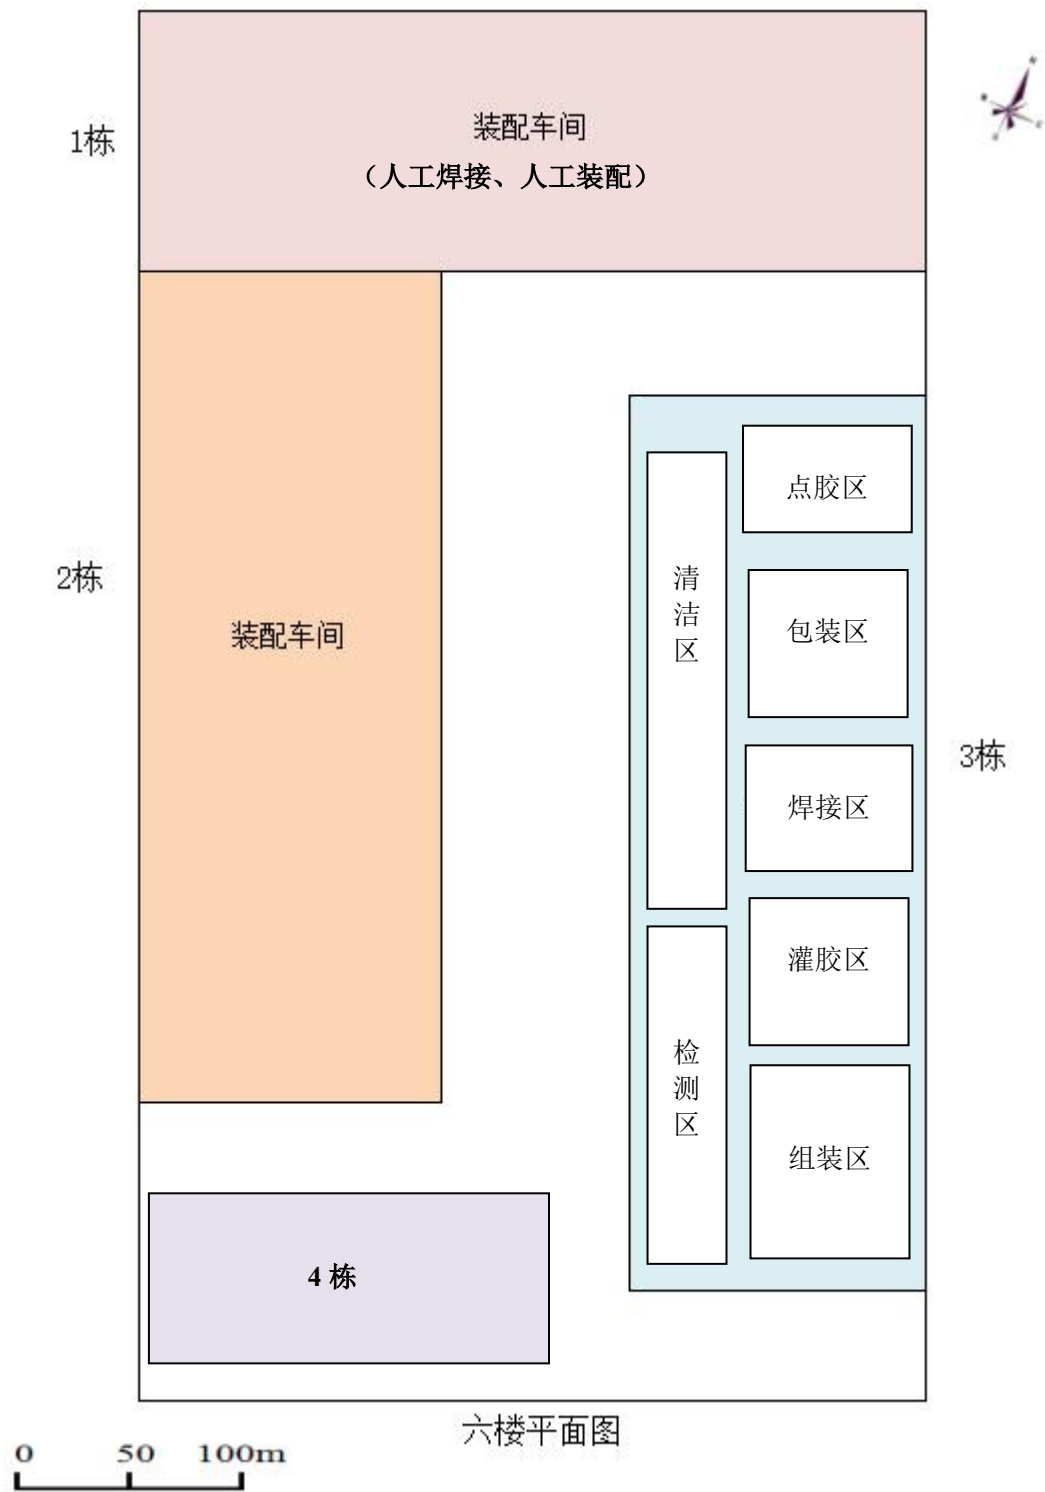 1栋
装配车间
（人工焊接、人工装配）
2栋
装配车间
点胶区
清洁区
包装区
焊接区
3栋
灌胶区
检测区
组装区
4 栋
六楼平面图
0 50 100m